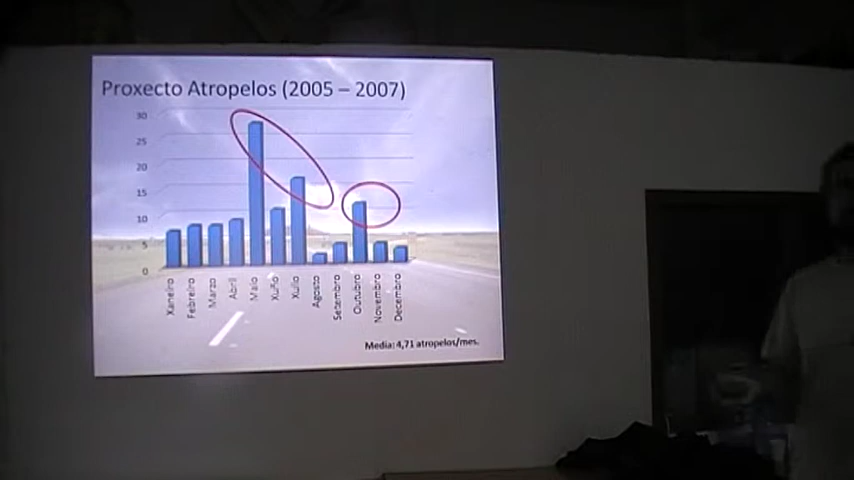 Proxecto Atropelos (2005 – 2007)
30
25
20
15
10
5
0
Xaneiro
Febreiro
Marzo
Abril
Maio
Xuño
Xullo
Agosto
Setembro
Outubro
Novembro
Decembro
Media: 4,71 atropelos/mes.